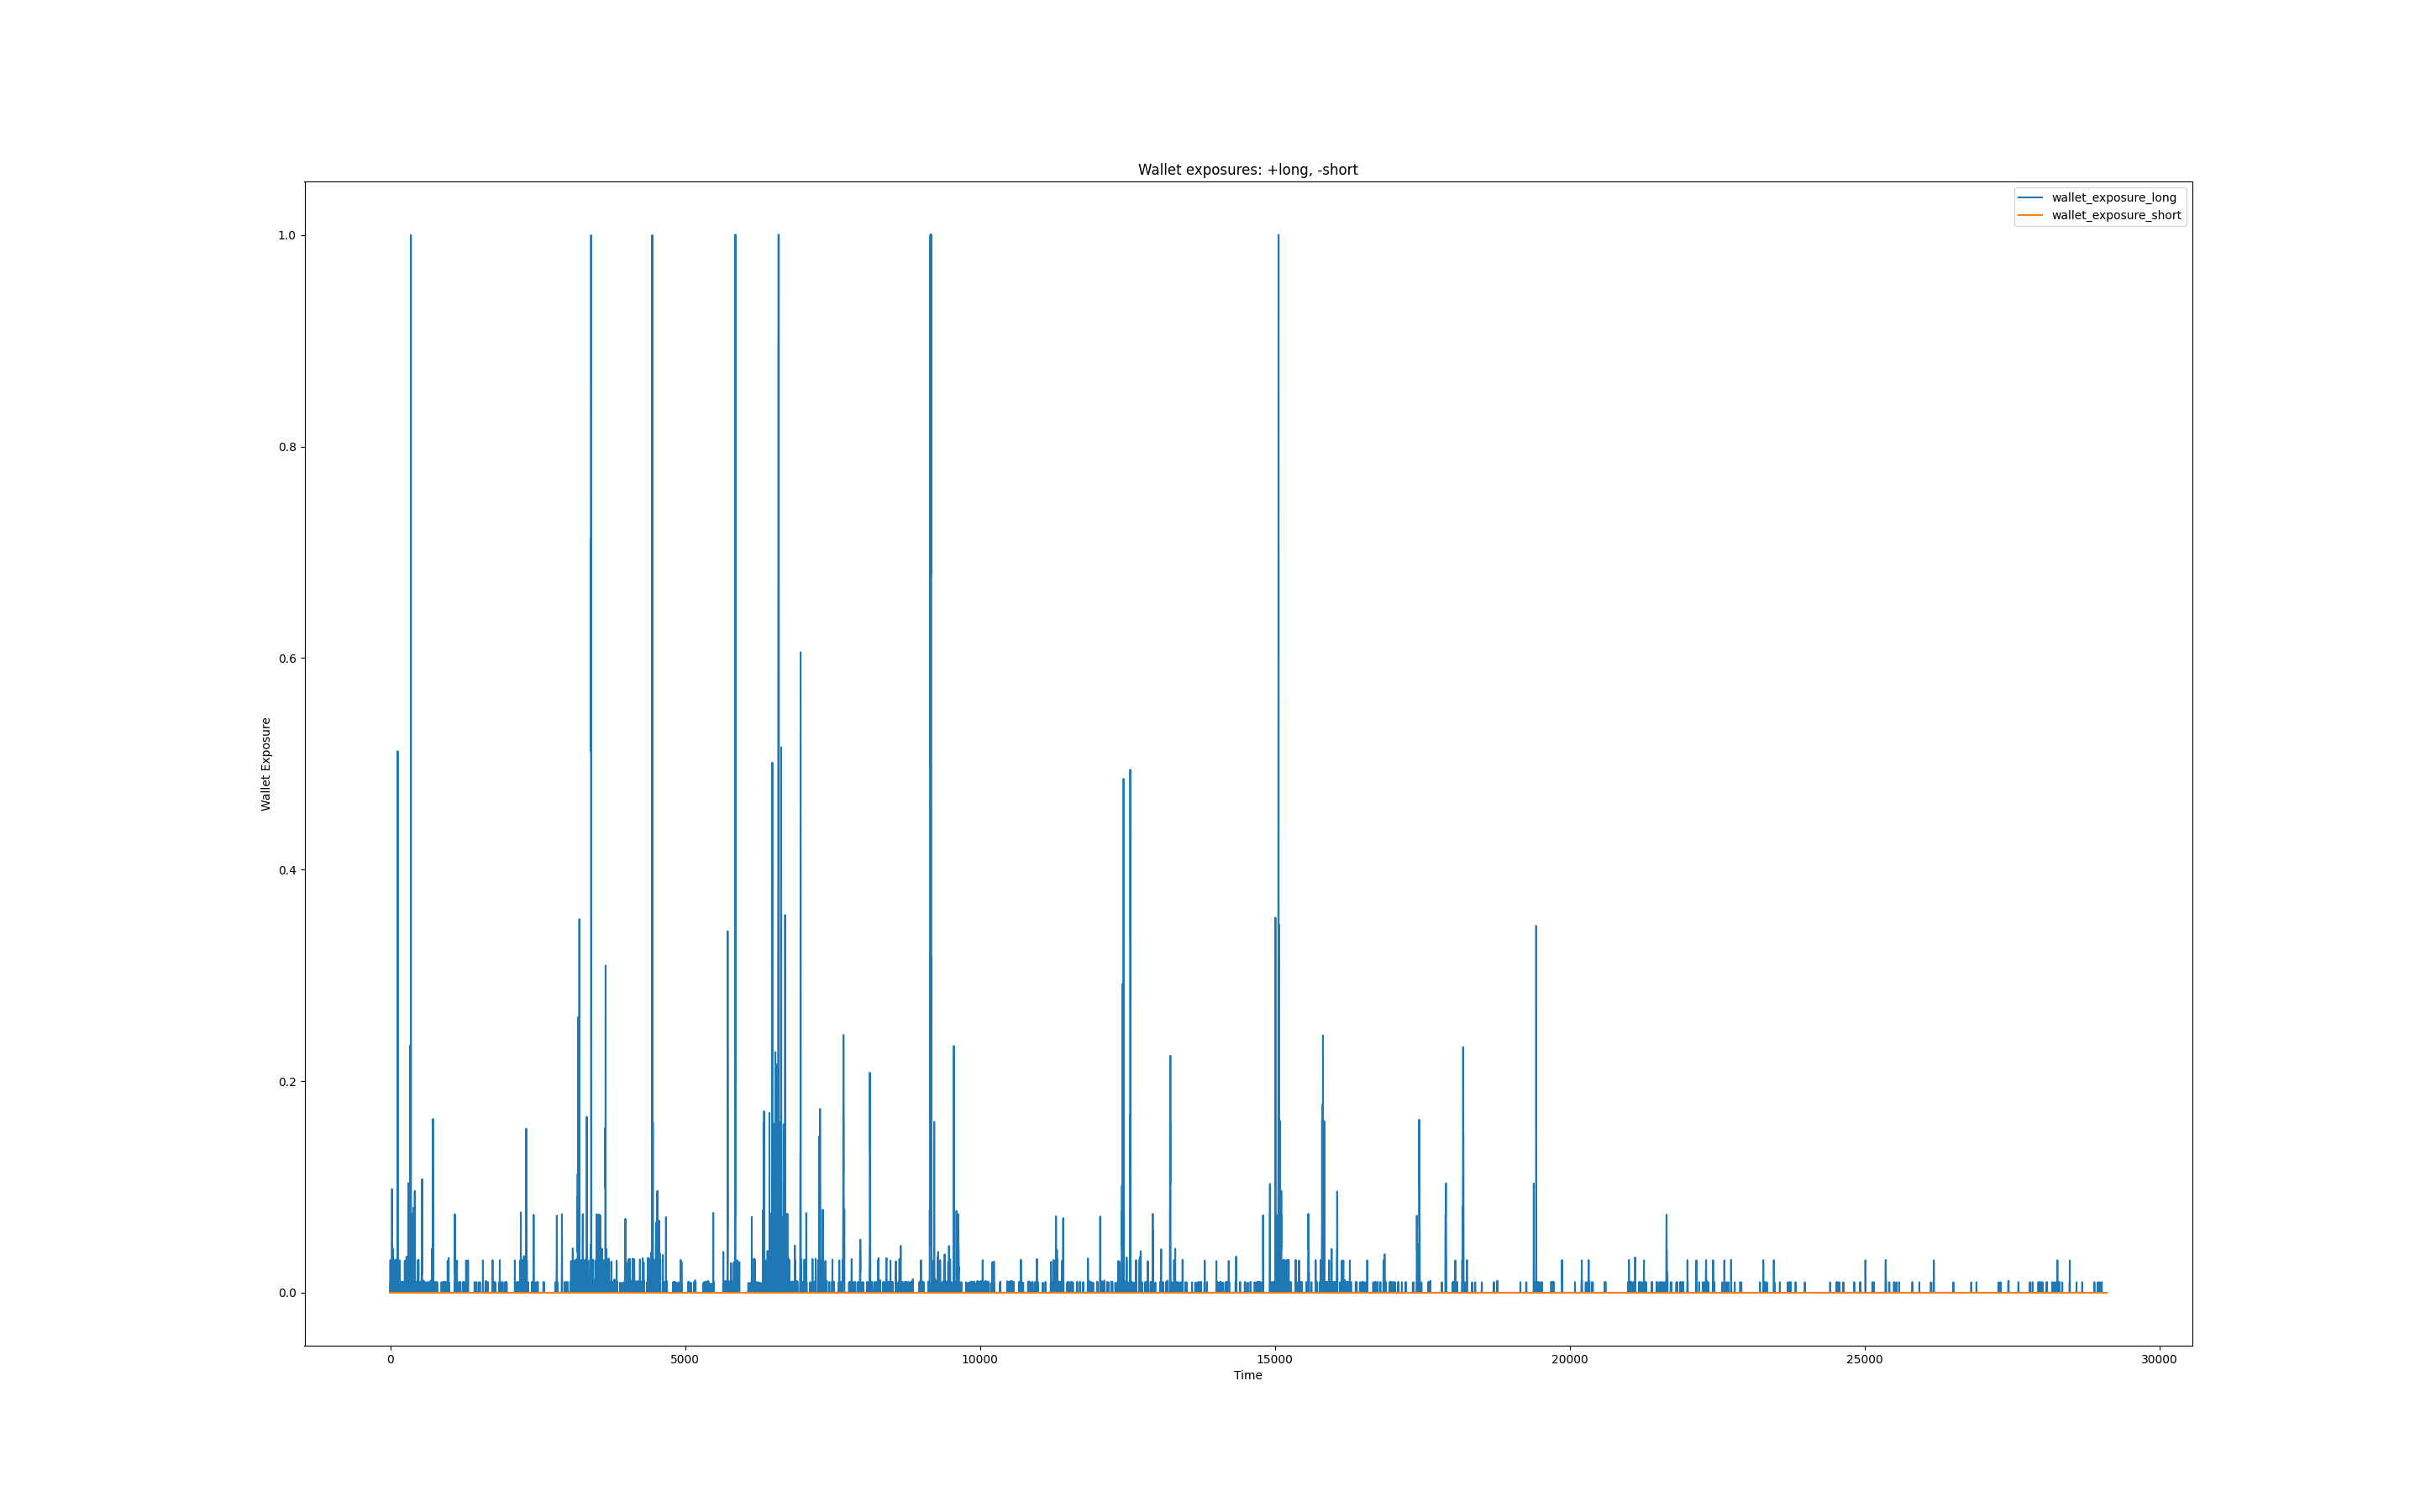 Wallet exposures: +long, -short
wallet_exposure_long
wallet_exposure_short
1.0
0.8
0.6
0.4
0.2
0.0
Wallet Exposure
0 5000 10000 15000 20000 25000 30000
Time